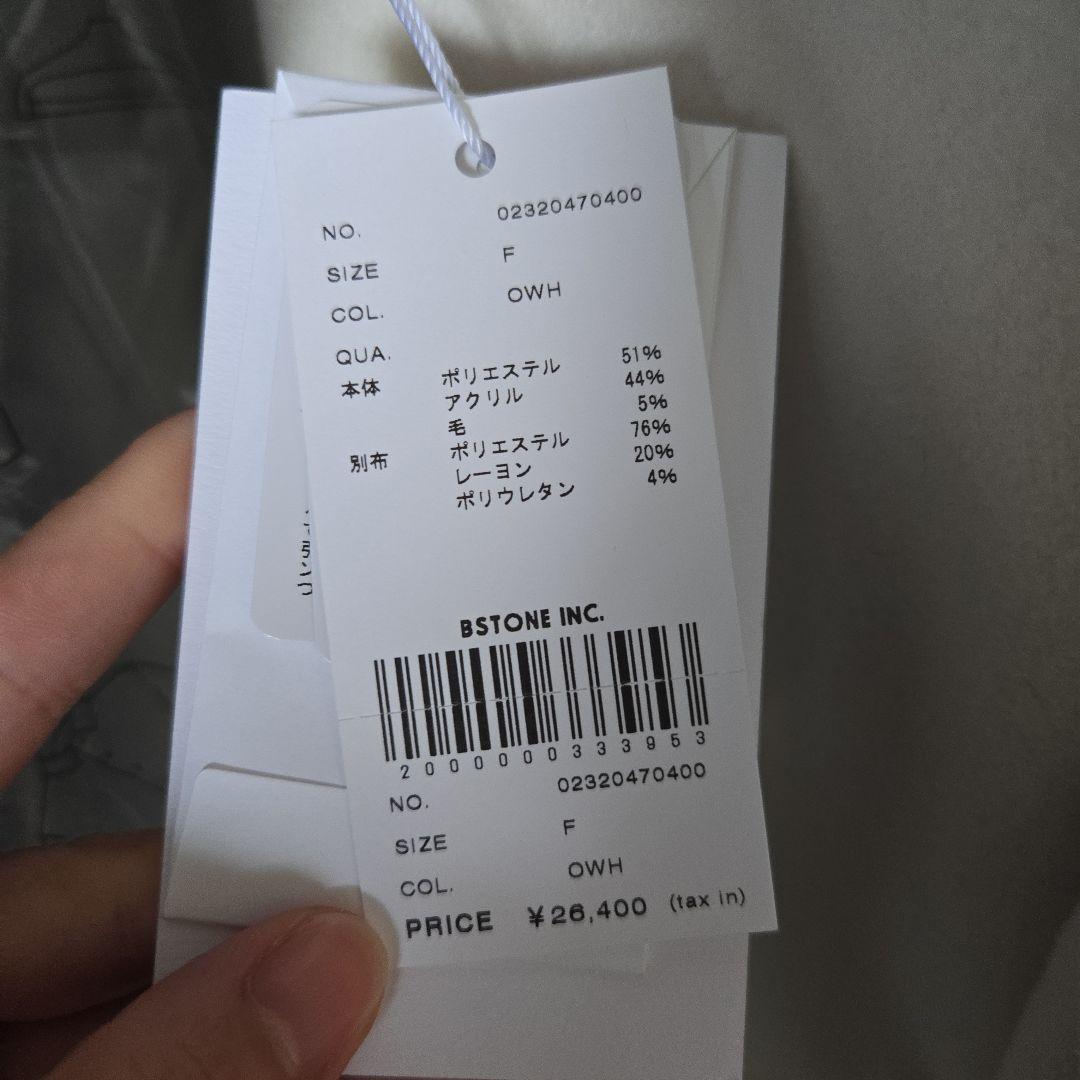 NO. 02320470400
SIZE F
COL. OWH
QUA.
本体 ポリエステル 51%
アクリル 44%
毛 5%
別布 ポリエステル 76%
レーヨン 20%
ポリウレタン 4%
BSTONE INC.
2000000333953
NO. 02320470400
SIZE F
COL. OWH
PRICE ¥26,400 (tax in)